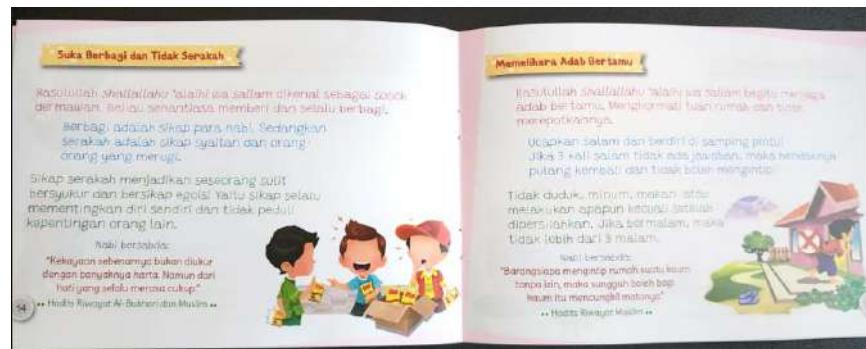 Suka Berbagi dan Tidak Serakah
Rasulullah shallallahu 'alaihi wa sallam dikenal sebagai sosok
dermawan. Beliau senantiasa memberi dan selalu berbagi.
Berbagi adalah sikap para nabi. Sedangkan
serakah adalah sikap syaitan dan orang-
orang yang merugi.
Sikap serakah menjadikan seseorang sulit
bersyukur dan bersikap egois! Yaitu sikap selalu
mementingkan diri sendiri dan tidak peduli
kepentingan orang lain.
Nabi bersabda:
"Kekayaan sebenarnya bukan diukur
dengan banyaknya harta. Namun dari
hati yang selalu merasa cukup."
•• Hadits Riwayat Al-Bukhari dan Muslim ••
14
Memelihara Adab Bertamu
Rasulullah shallallahu 'alaihi wa sallam begitu menjaga
adab bertamu. Menghormati tuan rumah dan tidak
merepotkannya.
Ucapkan salam dan berdiri di samping pintu!
Jika 3 kali salam tidak ada jawaban, maka hendaknya
pulang kembali dan tidak boleh mengintip!
Tidak duduk, minum, makan, atau
melakukan apapun kecuali setelah
dipersilahkan. Jika bermalam, maka
tidak lebih dari 3 malam.
Nabi bersabda:
"Barangsiapa mengintip rumah suatu kaum
tanpa izin, maka sungguh boleh bagi
kaum itu mencungkil matanya."
•• Hadits Riwayat Muslim ••